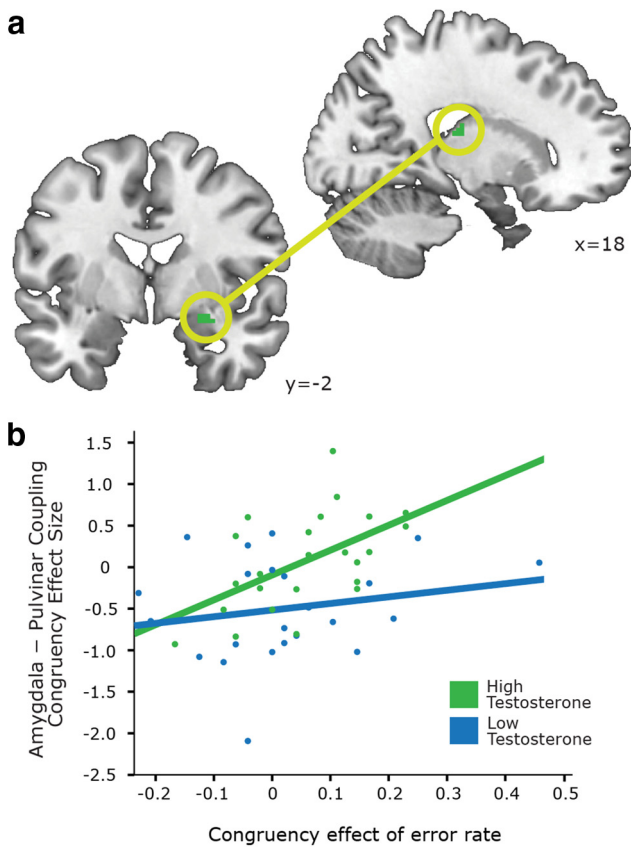 a
x=18
y=-2
b
Amygdala – Pulvinar Coupling
Congruency Effect Size
1.5
1.0
0.5
0
-0.5
-1.0
-1.5
-2.0
-2.5
High
Testosterone
Low
Testosterone
-0.2
-0.1
0
0.1
0.2
0.3
0.4
0.5
Congruency effect of error rate